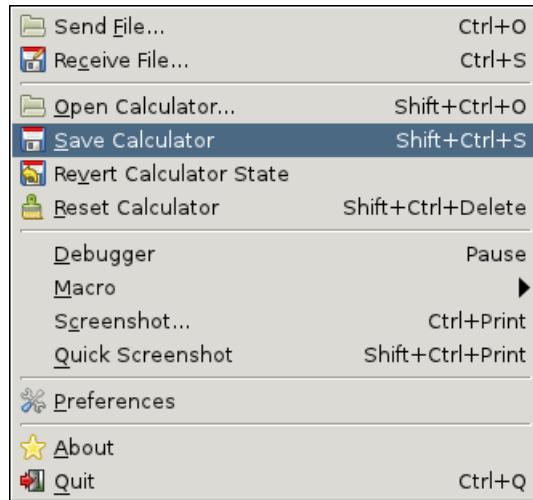 Send File... Ctrl+O
Receive File... Ctrl+S
Open Calculator... Shift+Ctrl+O
Save Calculator Shift+Ctrl+S
Revert Calculator State
Reset Calculator Shift+Ctrl+Delete
Debugger Pause
Macro
Screenshot... Ctrl+Print
Quick Screenshot Shift+Ctrl+Print
Preferences
About
Quit Ctrl+Q